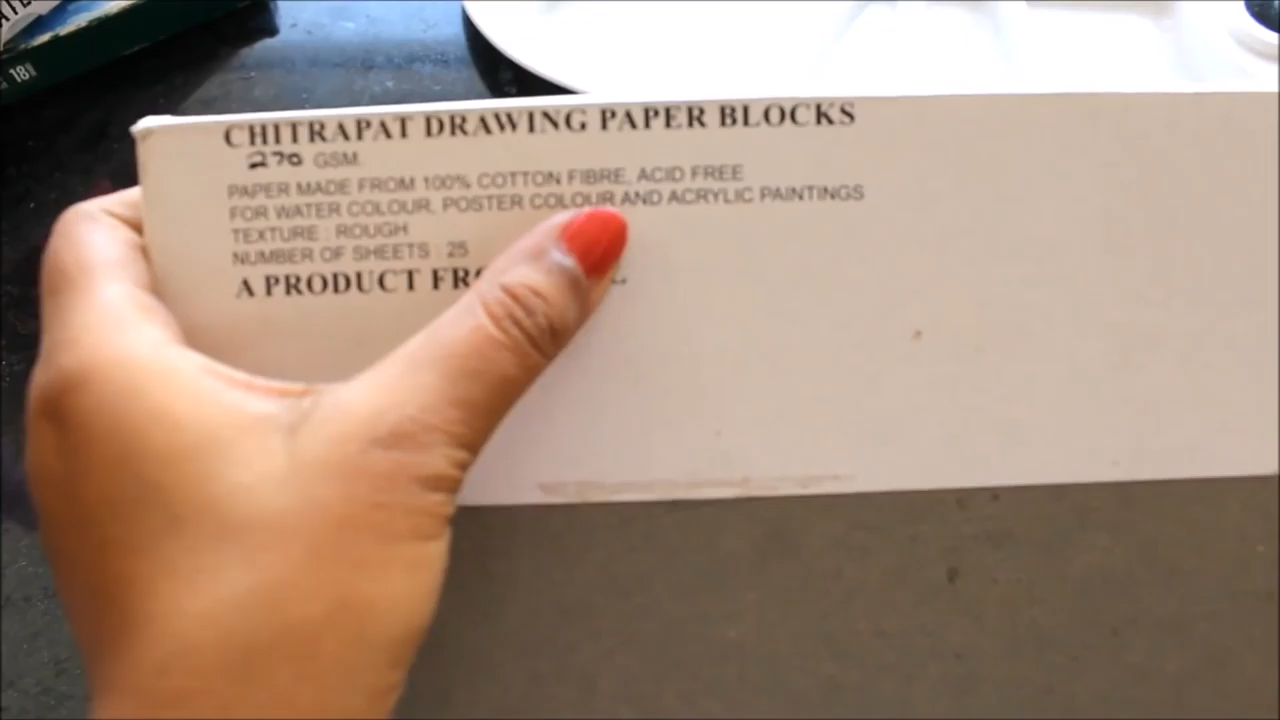 18
CHITRAPAT DRAWING PAPER BLOCKS
270 GSM.
PAPER MADE FROM 100% COTTON FIBRE, ACID FREE
FOR WATER COLOUR, POSTER COLOUR AND ACRYLIC PAINTINGS
TEXTURE : ROUGH
NUMBER OF SHEETS : 25
A PRODUCT